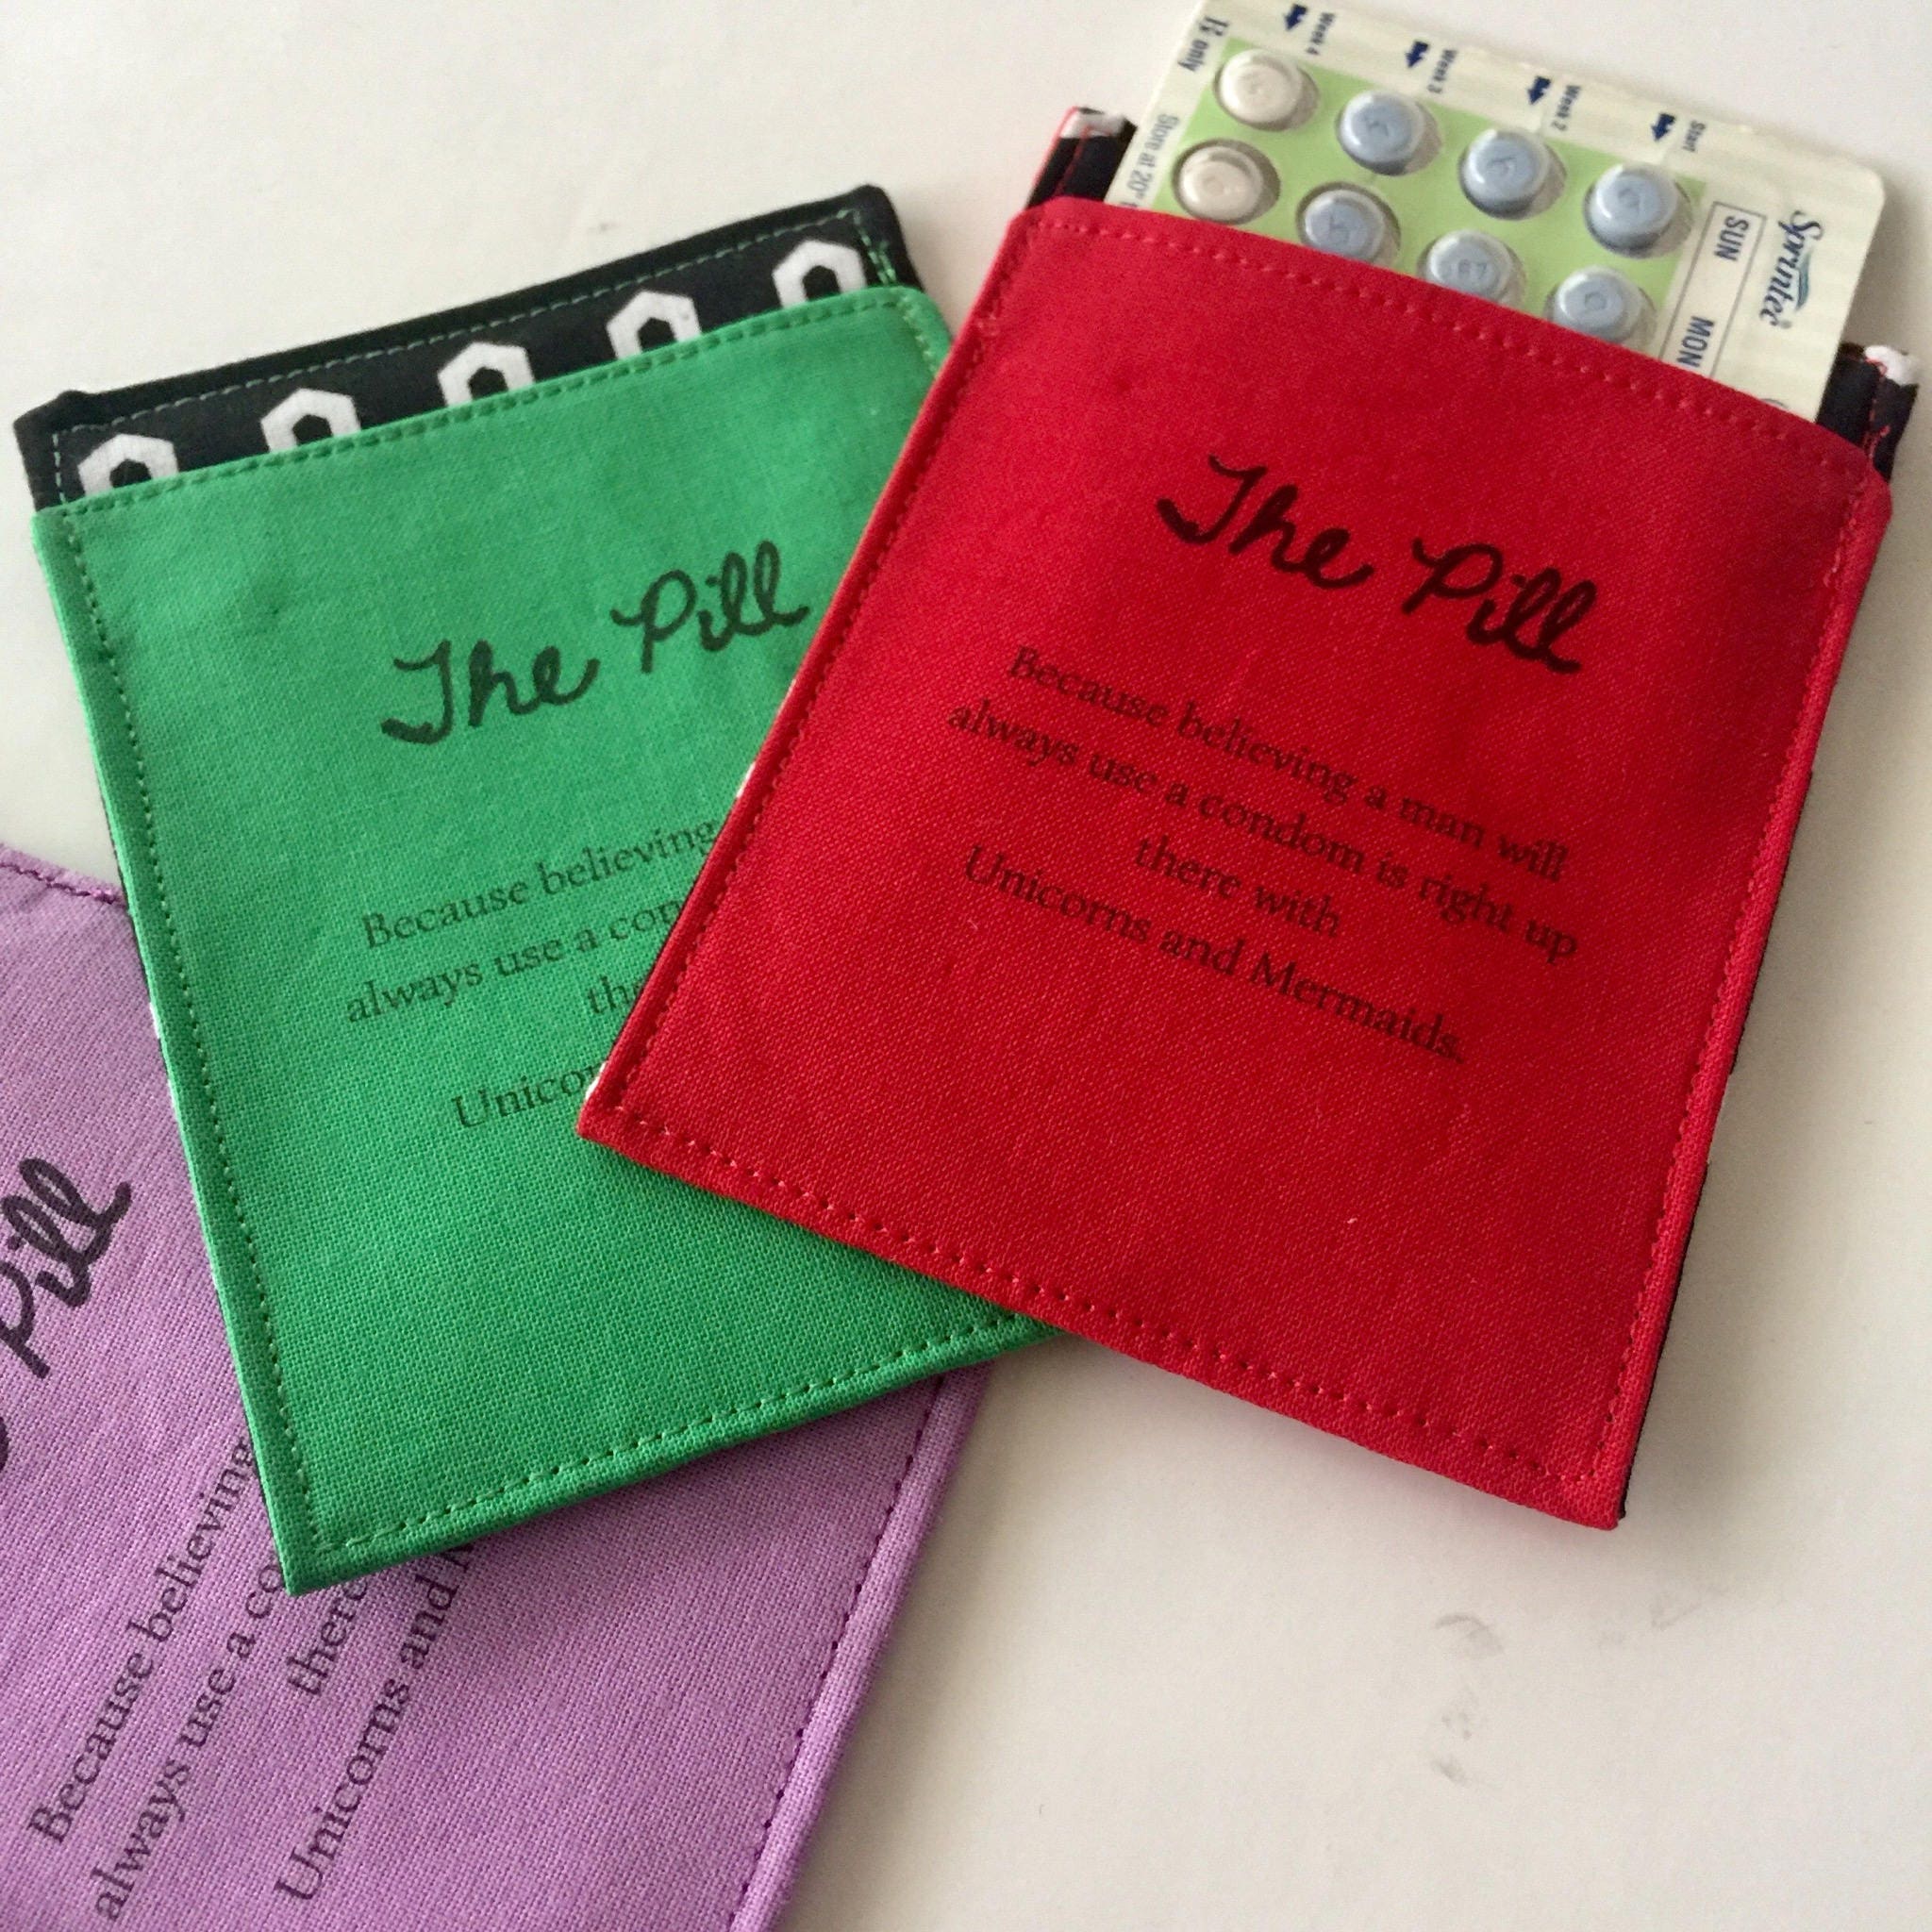 ℞ only
Week 4
Week 3
Week 2
Start
Store at 20°
SUN
MON
Sprintec®
The Pill
Because believing a man will
always use a condom is right up
there with
Unicorns and Mermaids.
The Pill
Because believing
always use a con
the
Unicor
Pill
Because believing
always use a co
there
Unicorns and